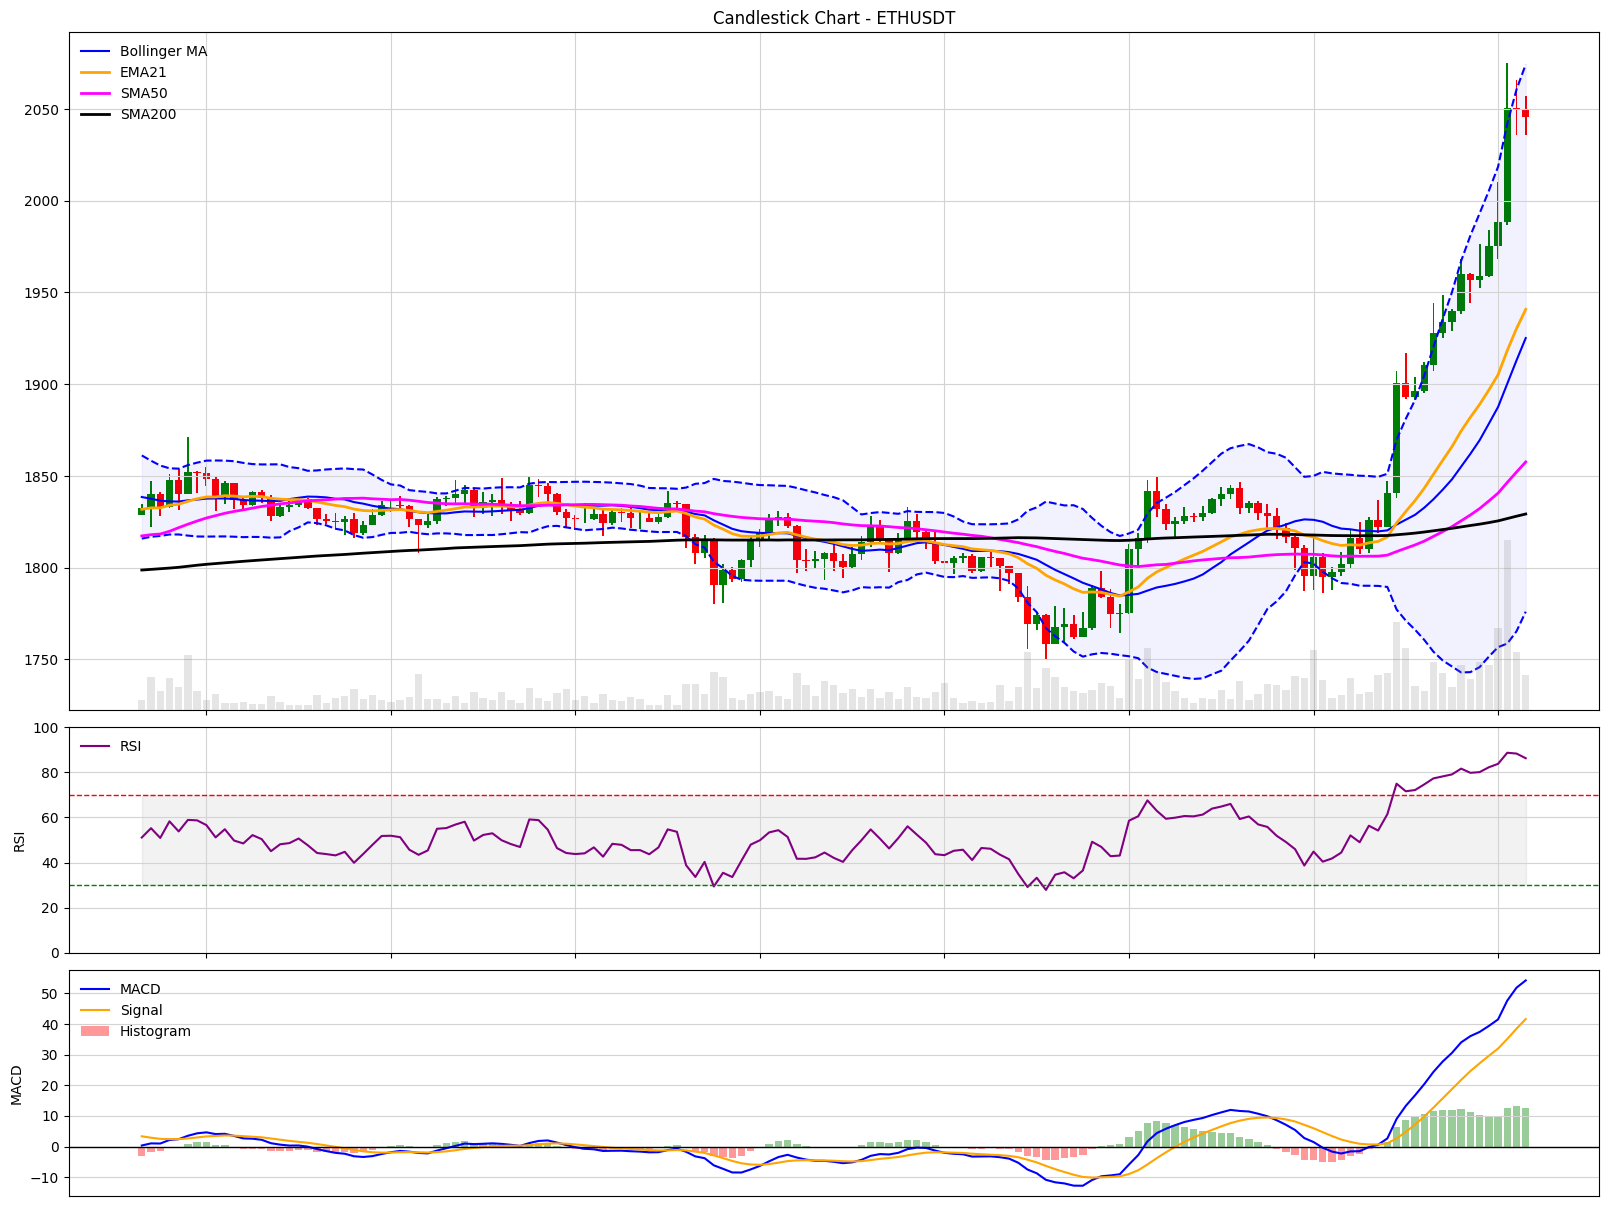 Candlestick Chart - ETHUSDT
Bollinger MA
EMA21
SMA50
SMA200
2050
2000
1950
1900
1850
1800
1750
RSI
100
80
60
40
20
0
RSI
MACD
Signal
Histogram
50
40
30
20
10
0
−10
MACD